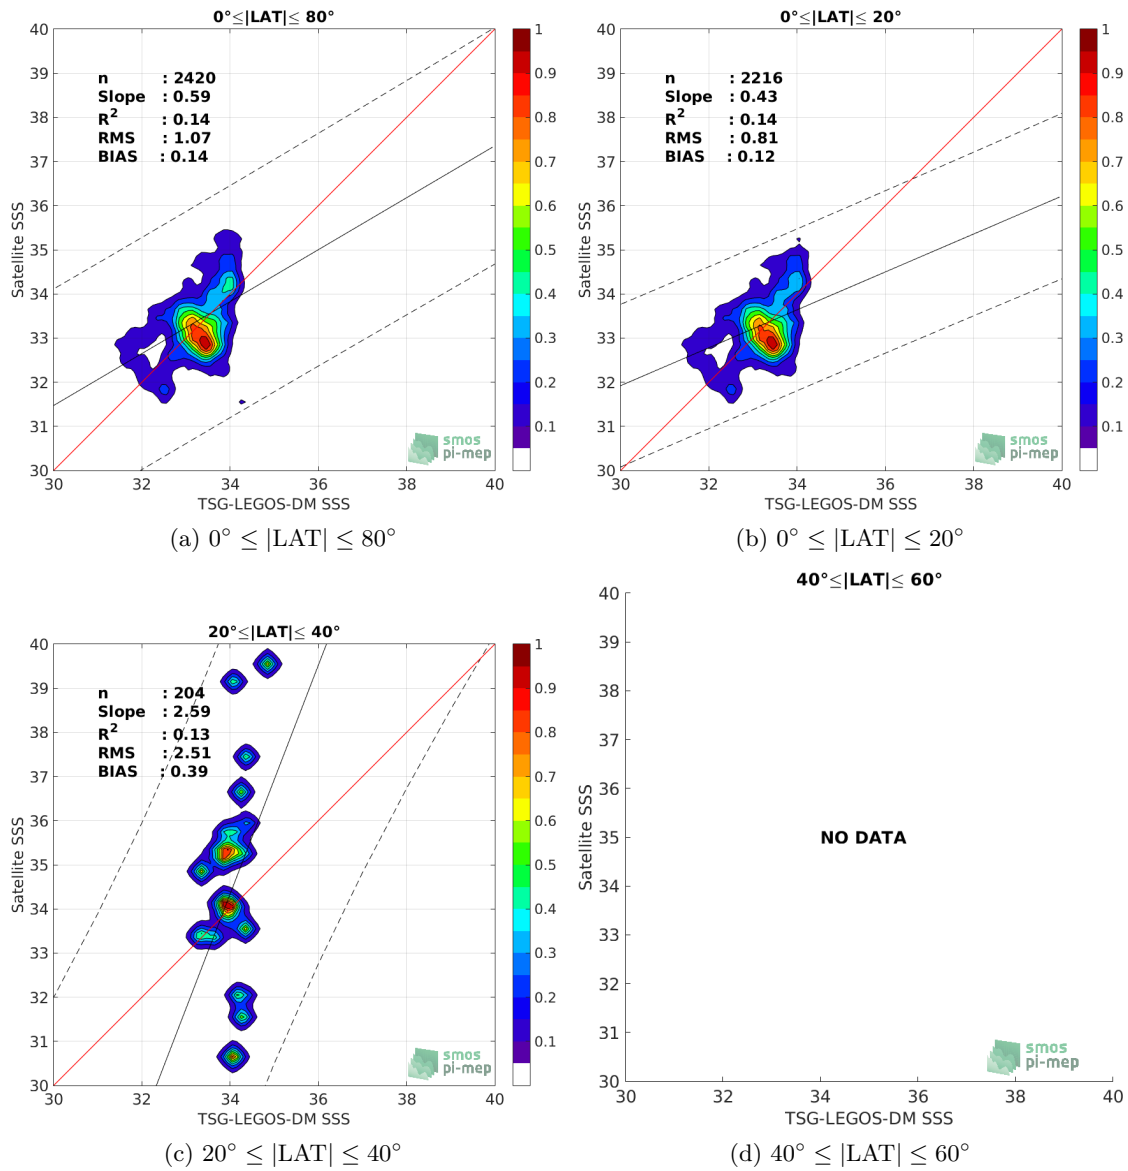 0°≤|LAT|≤ 80°
40
39
38
37
36
35
34
33
32
31
30
Satellite SSS
n : 2420
Slope : 0.59
R² : 0.14
RMS : 1.07
BIAS : 0.14
smos
pi-mep
30 32 34 36 38 40
TSG-LEGOS-DM SSS
1
0.9
0.8
0.7
0.6
0.5
0.4
0.3
0.2
0.1
(a) 0° ≤ |LAT| ≤ 80°
0°≤|LAT|≤ 20°
40
39
38
37
36
35
34
33
32
31
30
Satellite SSS
n : 2216
Slope : 0.43
R² : 0.14
RMS : 0.81
BIAS : 0.12
smos
pi-mep
30 32 34 36 38 40
TSG-LEGOS-DM SSS
1
0.9
0.8
0.7
0.6
0.5
0.4
0.3
0.2
0.1
(b) 0° ≤ |LAT| ≤ 20°
20°≤|LAT|≤ 40°
40
39
38
37
36
35
34
33
32
31
30
Satellite SSS
n : 204
Slope : 2.59
R² : 0.13
RMS : 2.51
BIAS : 0.39
smos
pi-mep
30 32 34 36 38 40
TSG-LEGOS-DM SSS
1
0.9
0.8
0.7
0.6
0.5
0.4
0.3
0.2
0.1
(c) 20° ≤ |LAT| ≤ 40°
40°≤|LAT|≤ 60°
40
39
38
37
36
35
34
33
32
31
30
Satellite SSS
NO DATA
smos
pi-mep
30 32 34 36 38 40
TSG-LEGOS-DM SSS
(d) 40° ≤ |LAT| ≤ 60°